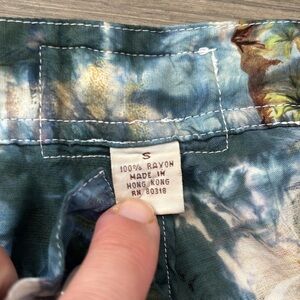 S
100% RAYON
MADE IN
HONG KONG
RN 80318